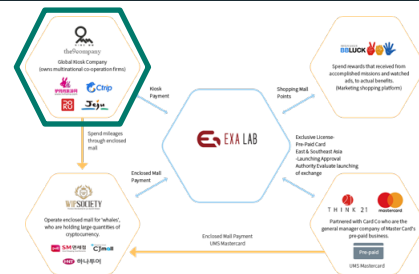 the9company
Global Kiosk Company
(owns multinational co-operation firms)
Ctrip
Jeju
Kiosk
Payment
Shopping Mall
Points
BBLUCK
Spend rewards that received from
accomplished missions and watched
ads, to actual benefits.
(Marketing shopping platform)
EXA LAB
Spend mileages
through enclosed
mall
Enclosed Mall
Payment
Exclusive License-
Pre-Paid Card
East & Southeast Asia
-Launching Approval
Authority Evaluate launching
of exchange
VIPSOCIETY
Operate enclosed mall for 'whales',
who are holding large quantities of
cryptocurrency.
SM면세점
CJmall
하나투어
Enclosed Mall Payment
UMS Mastercard
THINK 21
mastercard
Partnered with Card Co who are the
general manager company of Master Card's
pre-paid business.
Pre-paid
UMS Mastercard